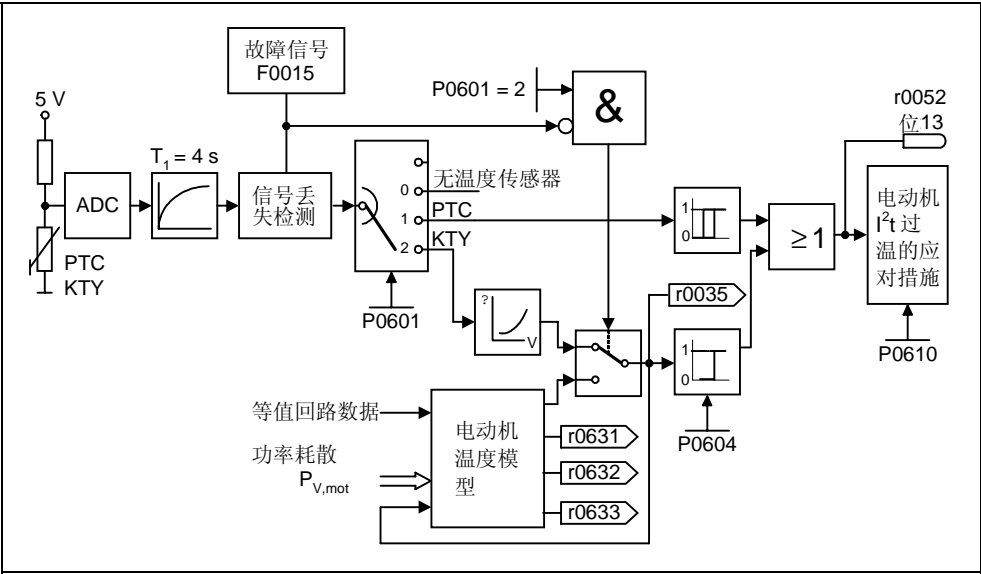 故障信号
F0015
P0601 = 2
&
r0052
位13
5 V
T1 = 4 s
ADC
信号丢
失检测
0
无温度传感器
1
PTC
2
KTY
1
0
≥1
电动机
I²t 过
温的应
对措施
PTC
KTY
P0601
?
V
r0035
1
0
P0610
P0604
等值回路数据
功率耗散
PV,mot
电动机
温度模
型
r0631
r0632
r0633